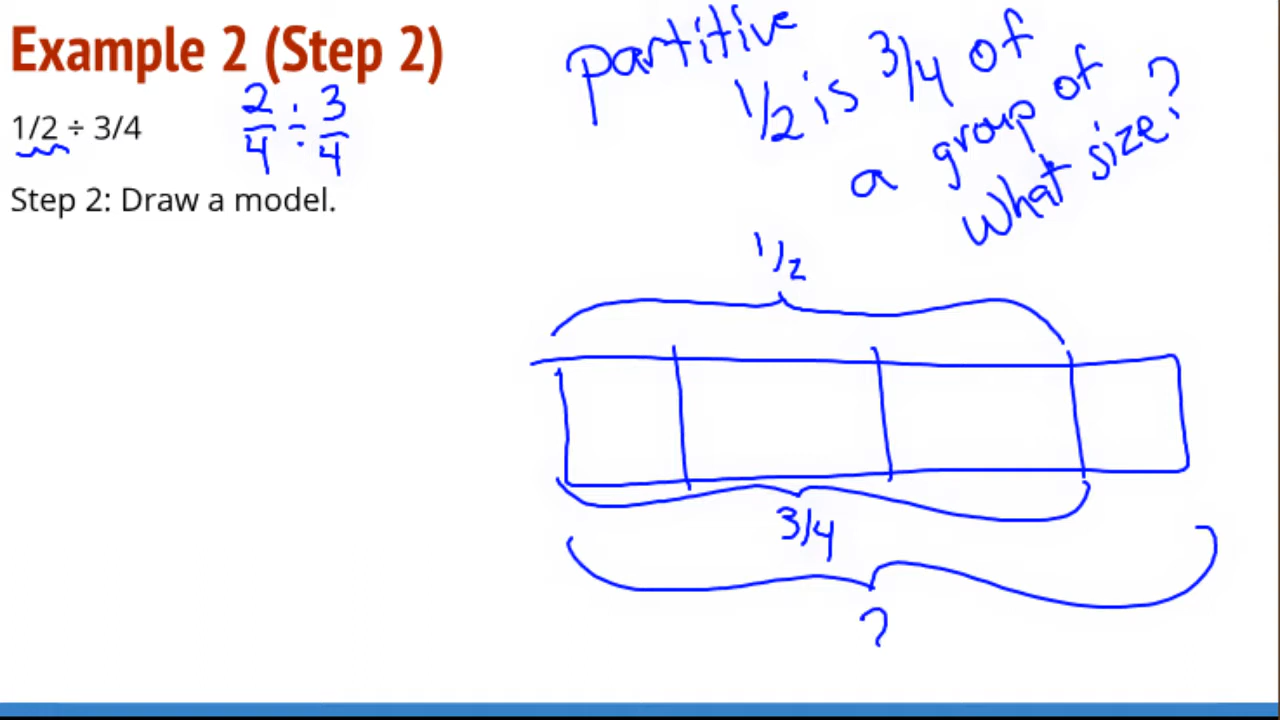 Example 2 (Step 2)
1/2 ÷ 3/4
2/4 ÷ 3/4
Step 2: Draw a model.
partitive
1/2 is 3/4 of
a group of
what size?
1/2
3/4
?